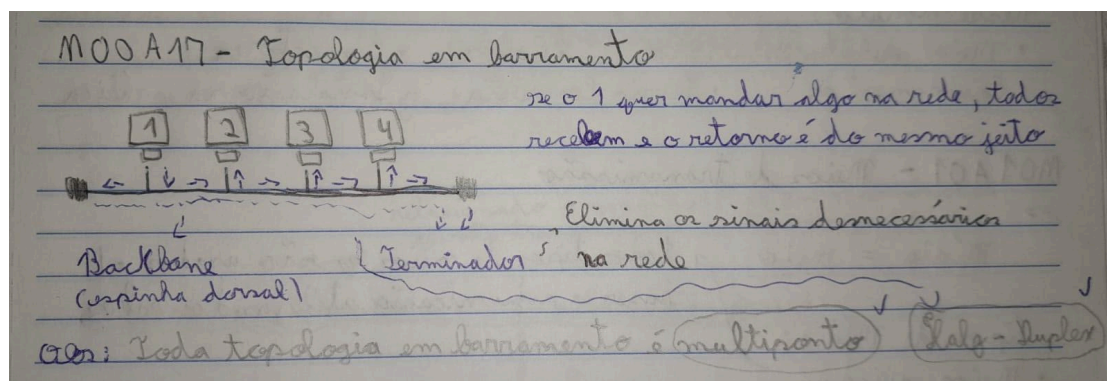 M00A17 - Topologia em barramento
se o 1 quer mandar algo na rede, todos
recebem e o retorno é do mesmo jeito
1 2 3 4
Elimina os sinais desnecessários
Backbone
Terminador
na rede
(espinha dorsal)
Obs: Toda topologia em barramento é multiponto
Half-Duplex